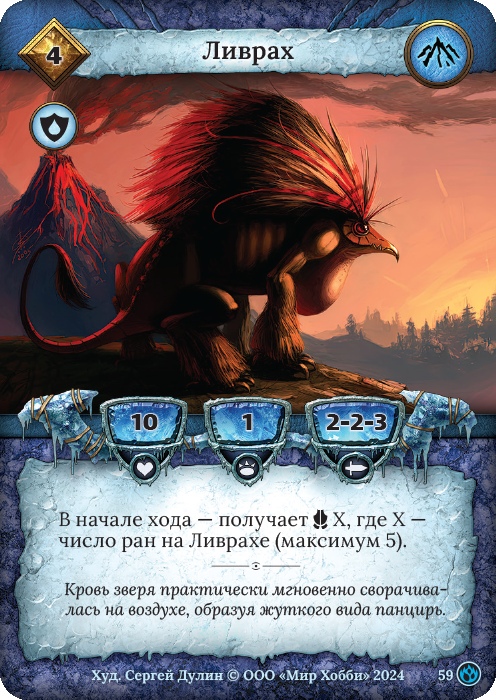 4
Ливрах
10
1
2-2-3
В начале хода — получает X, где X —
число ран на Ливрахе (максимум 5).
Кровь зверя практически мгновенно сворачива-
лась на воздухе, образуя жуткого вида панцирь.
Худ. Сергей Дулин © ООО «Мир Хобби» 2024
59